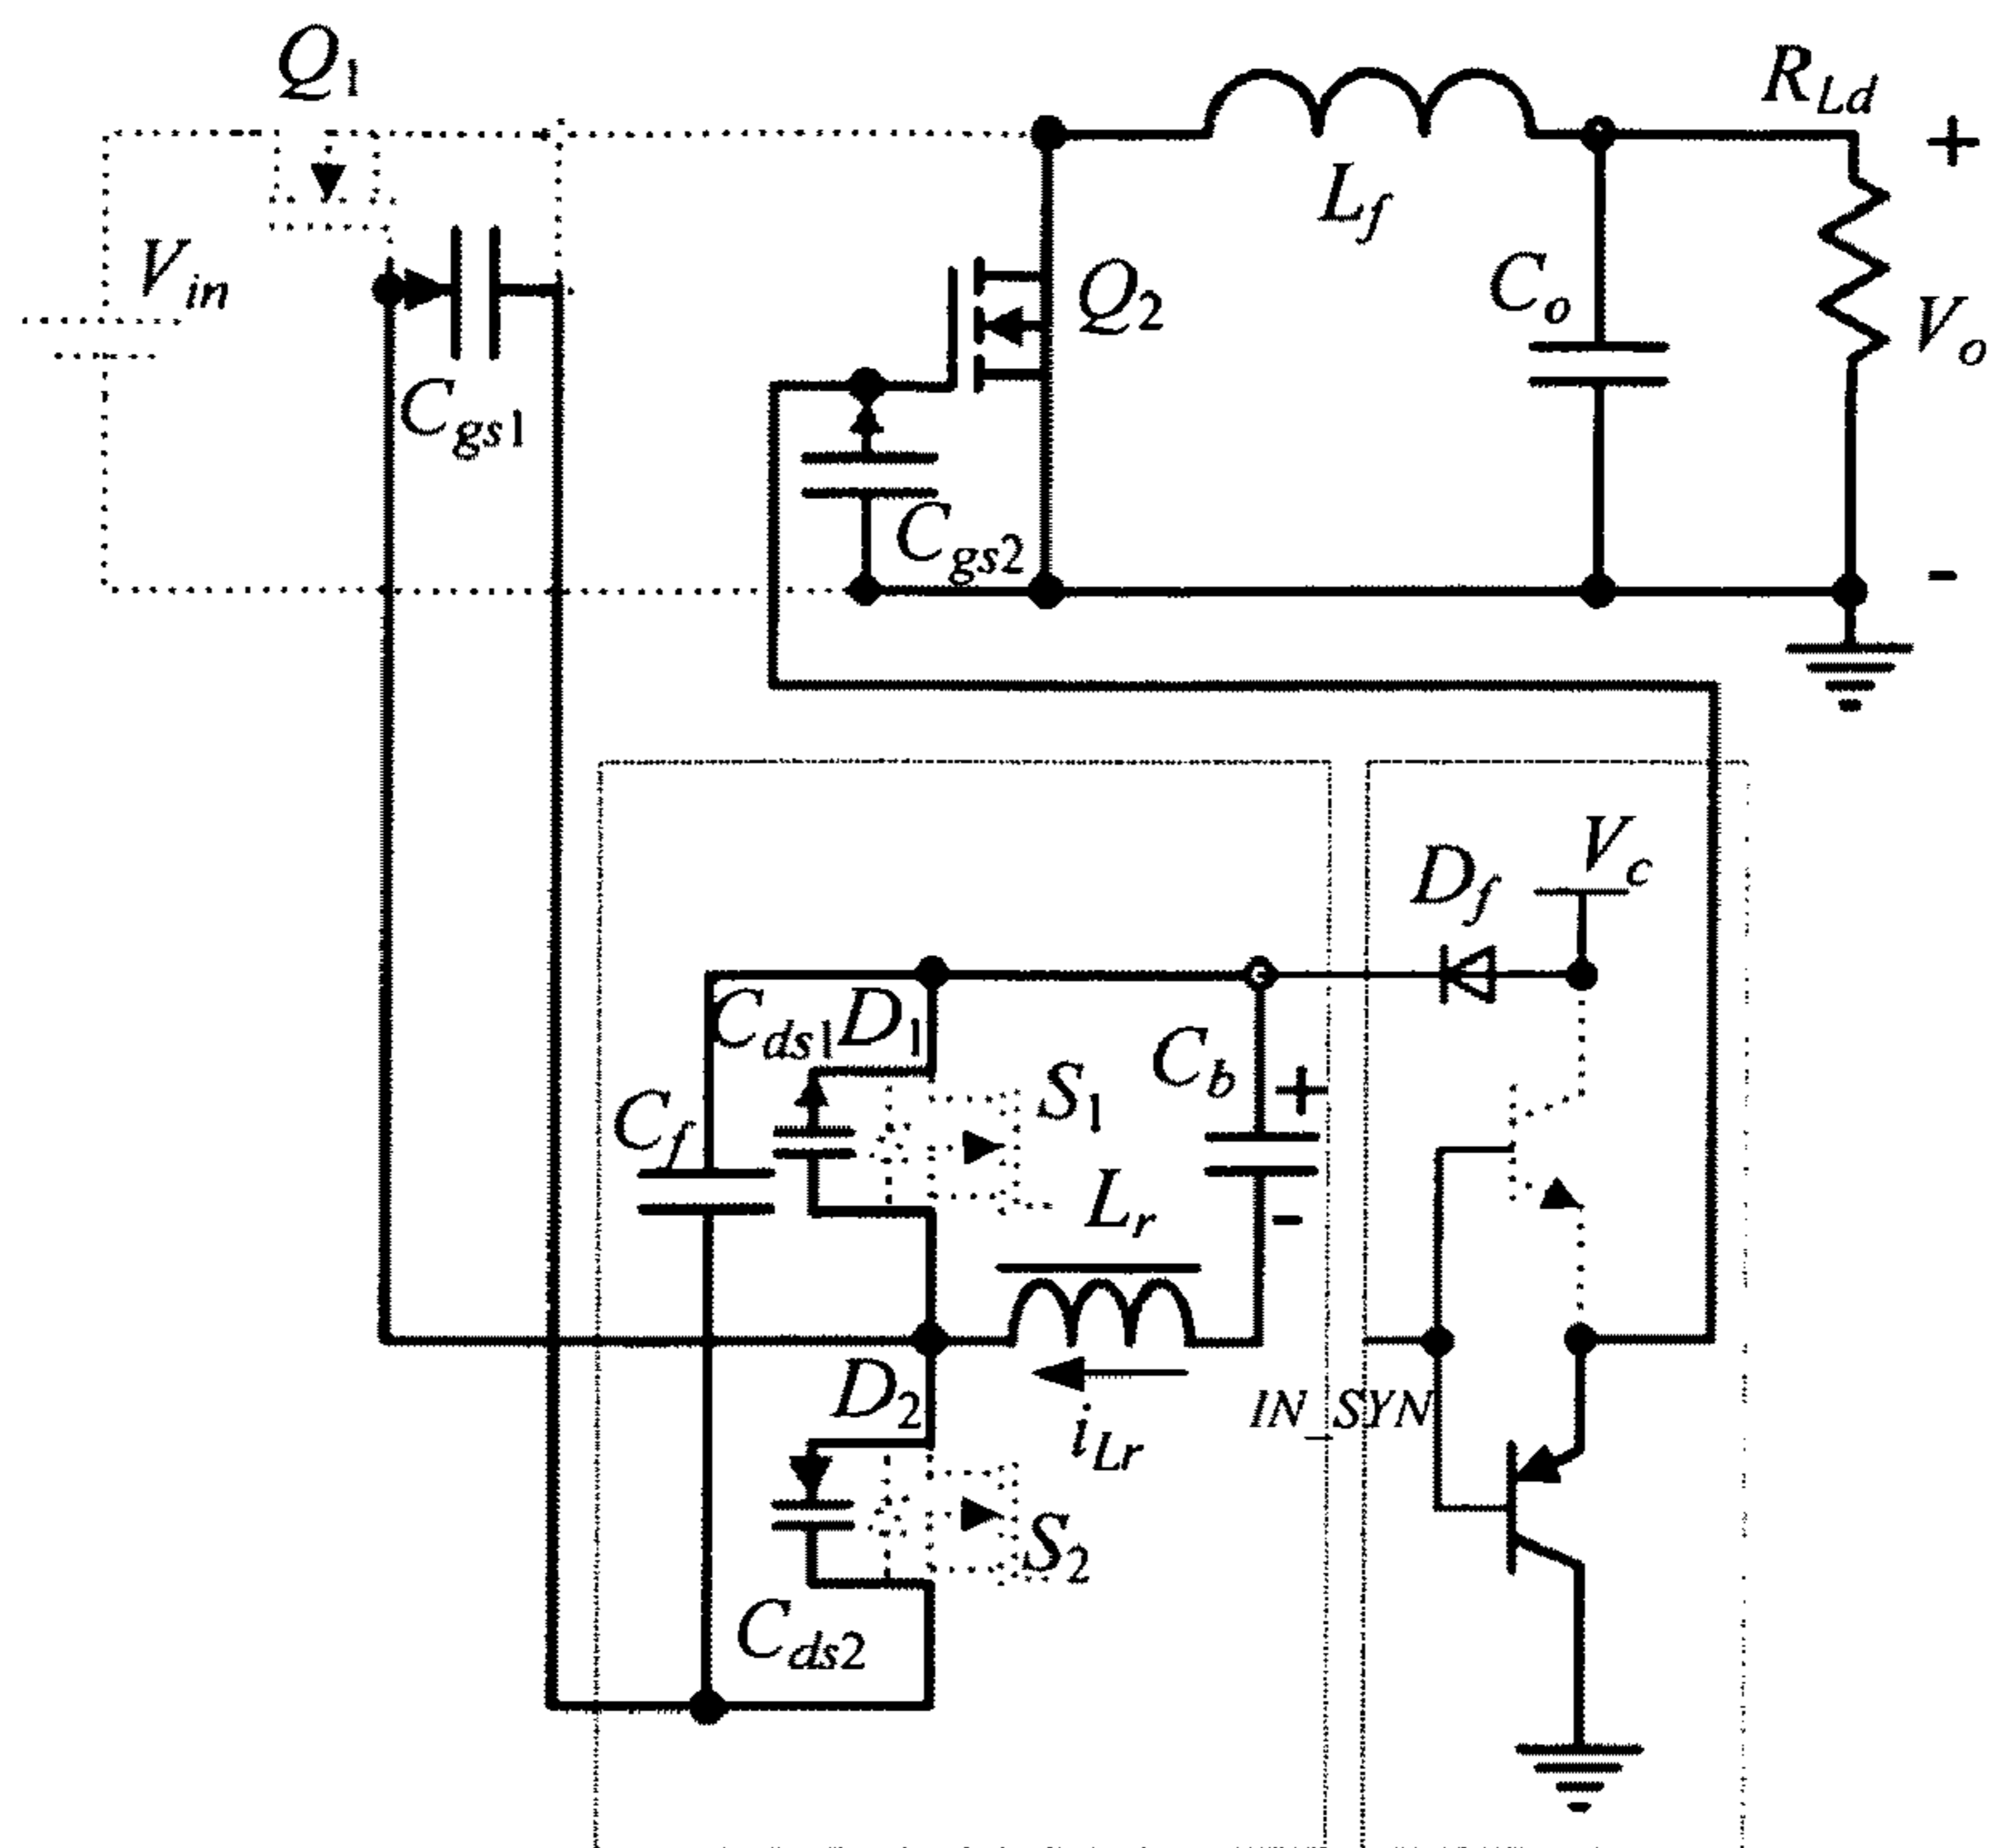 Q1
RLd
+
Vin
Lf
Q2
Co
Vo
Cgs1
Cgs2
-
Vc
Df
Cds1 D1
S1
Cb
+
Cf
Lr
-
D2
IN_SYN
iLr
S2
Cds2